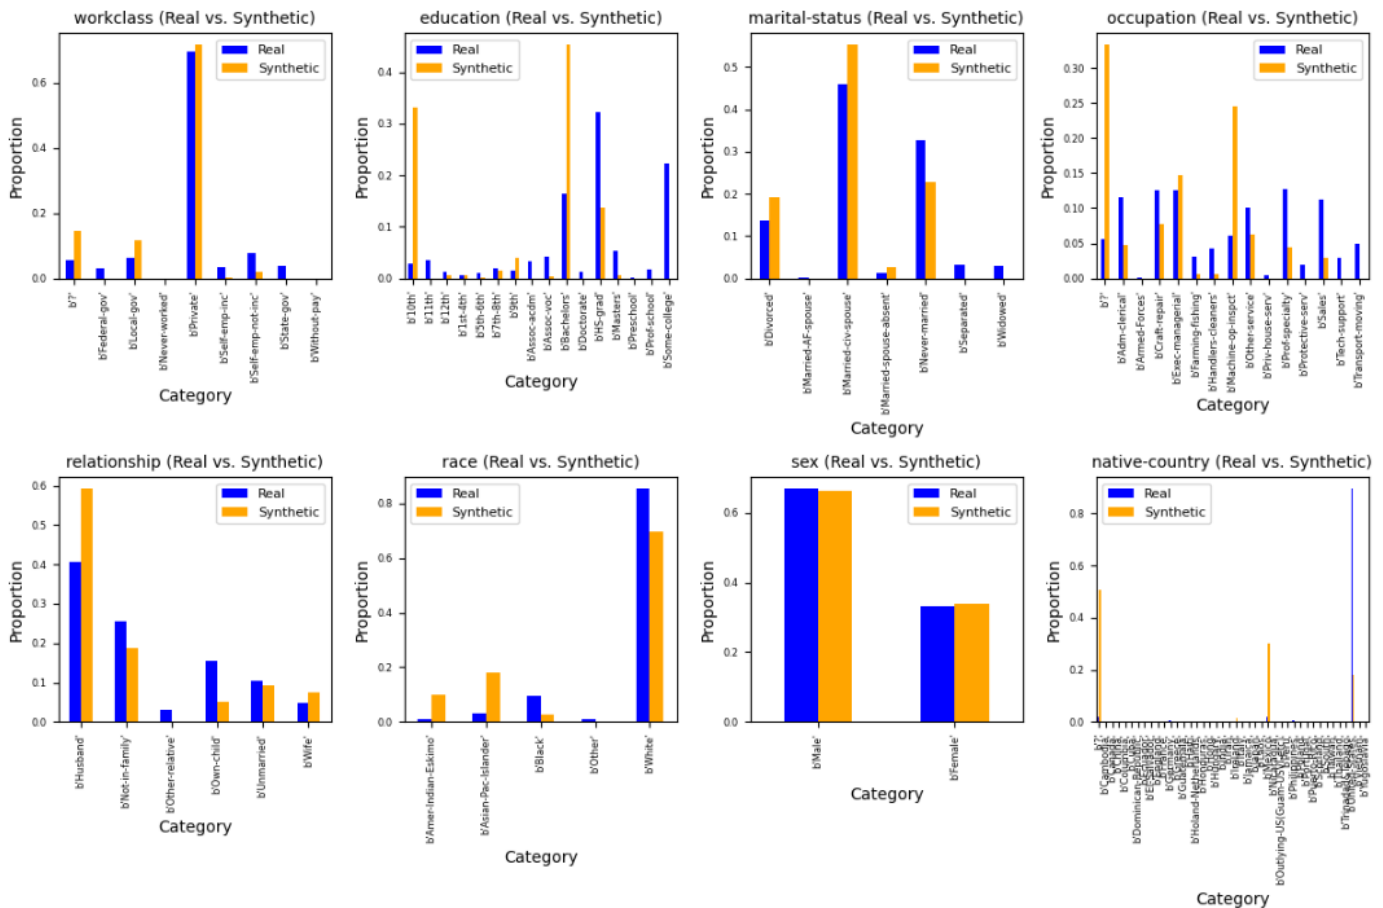 workclass (Real vs. Synthetic)
Proportion
0.6
0.4
0.2
0.0
Real
Synthetic
b'?'
b'Federal-gov'
b'Local-gov'
b'Never-worked'
b'Private'
b'Self-emp-inc'
b'Self-emp-not-inc'
b'State-gov'
b'Without-pay'
Category
education (Real vs. Synthetic)
Proportion
0.4
0.3
0.2
0.1
0.0
Real
Synthetic
b'10th'
b'11th'
b'12th'
b'1st-4th'
b'5th-6th'
b'7th-8th'
b'9th'
b'Assoc-acdm'
b'Assoc-voc'
b'Bachelors'
b'Doctorate'
b'HS-grad'
b'Masters'
b'Preschool'
b'Prof-school'
b'Some-college'
Category
marital-status (Real vs. Synthetic)
Proportion
0.5
0.4
0.3
0.2
0.1
0.0
Real
Synthetic
b'Divorced'
b'Married-AF-spouse'
b'Married-civ-spouse'
b'Married-spouse-absent'
b'Never-married'
b'Separated'
b'Widowed'
Category
occupation (Real vs. Synthetic)
Proportion
0.30
0.25
0.20
0.15
0.10
0.05
0.00
Real
Synthetic
b'?'
b'Adm-clerical'
b'Armed-Forces'
b'Craft-repair'
b'Exec-managerial'
b'Farming-fishing'
b'Handlers-cleaners'
b'Machine-op-inspct'
b'Other-service'
b'Priv-house-serv'
b'Prof-specialty'
b'Protective-serv'
b'Sales'
b'Tech-support'
b'Transport-moving'
Category
relationship (Real vs. Synthetic)
Proportion
0.6
0.5
0.4
0.3
0.2
0.1
0.0
Real
Synthetic
b'Husband'
b'Not-in-family'
b'Other-relative'
b'Own-child'
b'Unmarried'
b'Wife'
Category
race (Real vs. Synthetic)
Proportion
0.8
0.6
0.4
0.2
0.0
Real
Synthetic
b'Amer-Indian-Eskimo'
b'Asian-Pac-Islander'
b'Black'
b'Other'
b'White'
Category
sex (Real vs. Synthetic)
Proportion
0.6
0.4
0.2
0.0
Real
Synthetic
b'Male'
b'Female'
Category
native-country (Real vs. Synthetic)
Proportion
0.8
0.6
0.4
0.2
0.0
Real
Synthetic
b'?'
b'Cambodia'
b'Holand-Netherlands'
b'Outlying-US(Guam-USVI-etc)'
b'Yugoslavia'
Category